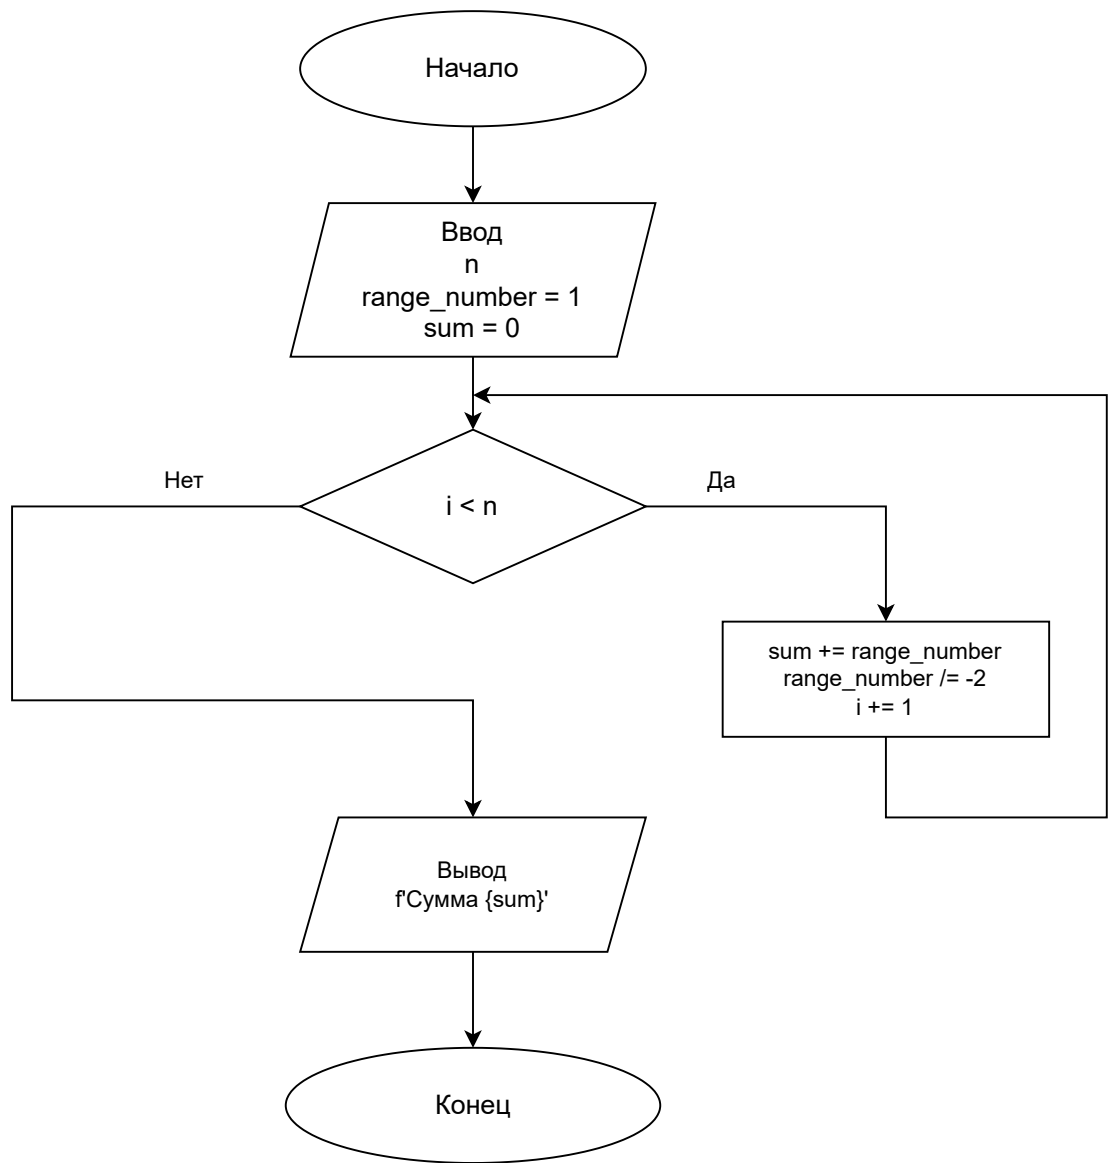 Начало
Ввод
n
range_number = 1
sum = 0
i < n
Нет
Да
sum += range_number
range_number /= -2
i += 1
Вывод
f'Сумма {sum}'
Конец